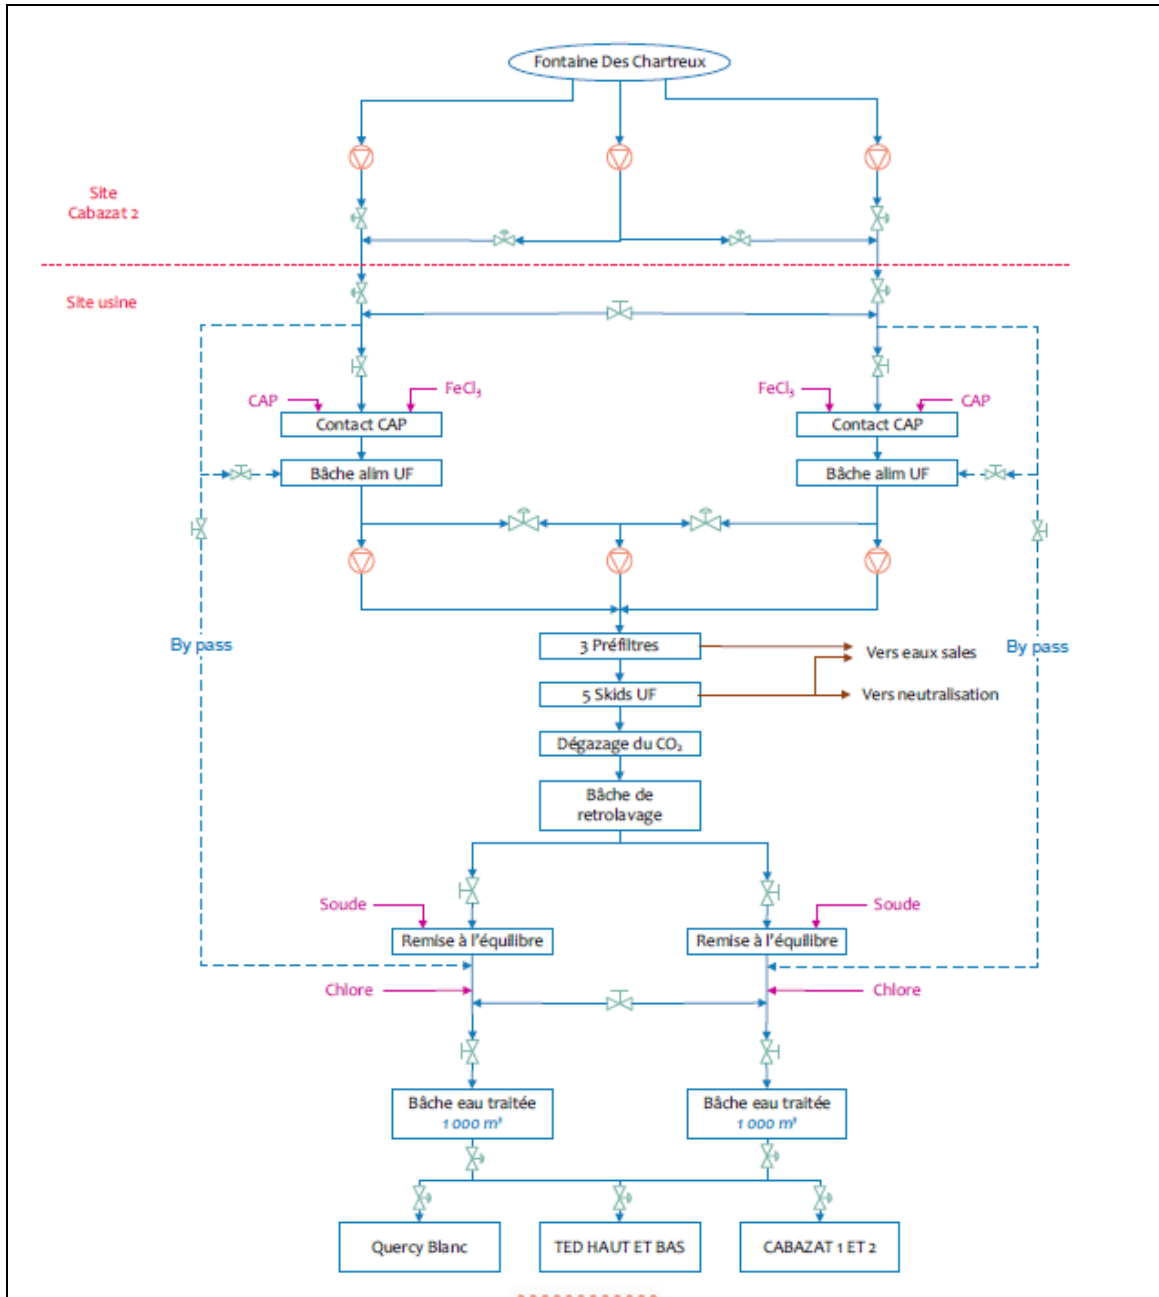 Fontaine Des Chartreux
Site
Cabazat 2
Site usine
CAP
FeCl₃
FeCl₃
CAP
Contact CAP
Contact CAP
Bâche alim UF
Bâche alim UF
By pass
3 Préfiltres
Vers eaux sales
By pass
5 Skids UF
Vers neutralisation
Dégazage du CO₂
Bâche de
retrolavage
Soude
Soude
Remise à l'équilibre
Remise à l'équilibre
Chlore
Chlore
Bâche eau traitée
1 000 m³
Bâche eau traitée
1 000 m³
Quercy Blanc
TED HAUT ET BAS
CABAZAT 1 ET 2